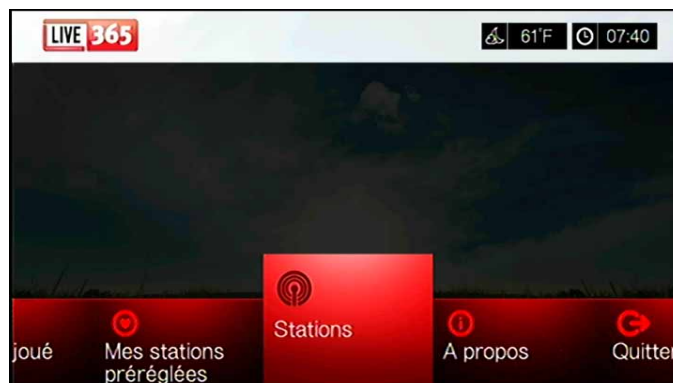 LIVE 365
61°F
07:40
Stations
joué
Mes stations
préréglées
A propos
Quitter